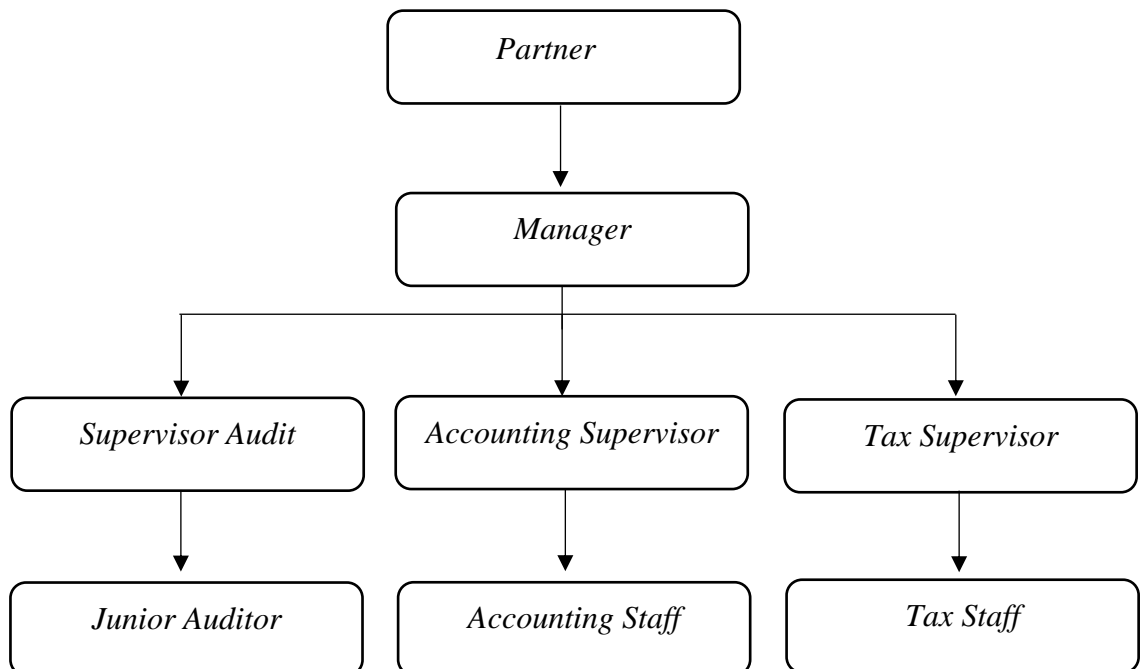 Partner
Manager
Supervisor Audit
Accounting Supervisor
Tax Supervisor
Junior Auditor
Accounting Staff
Tax Staff